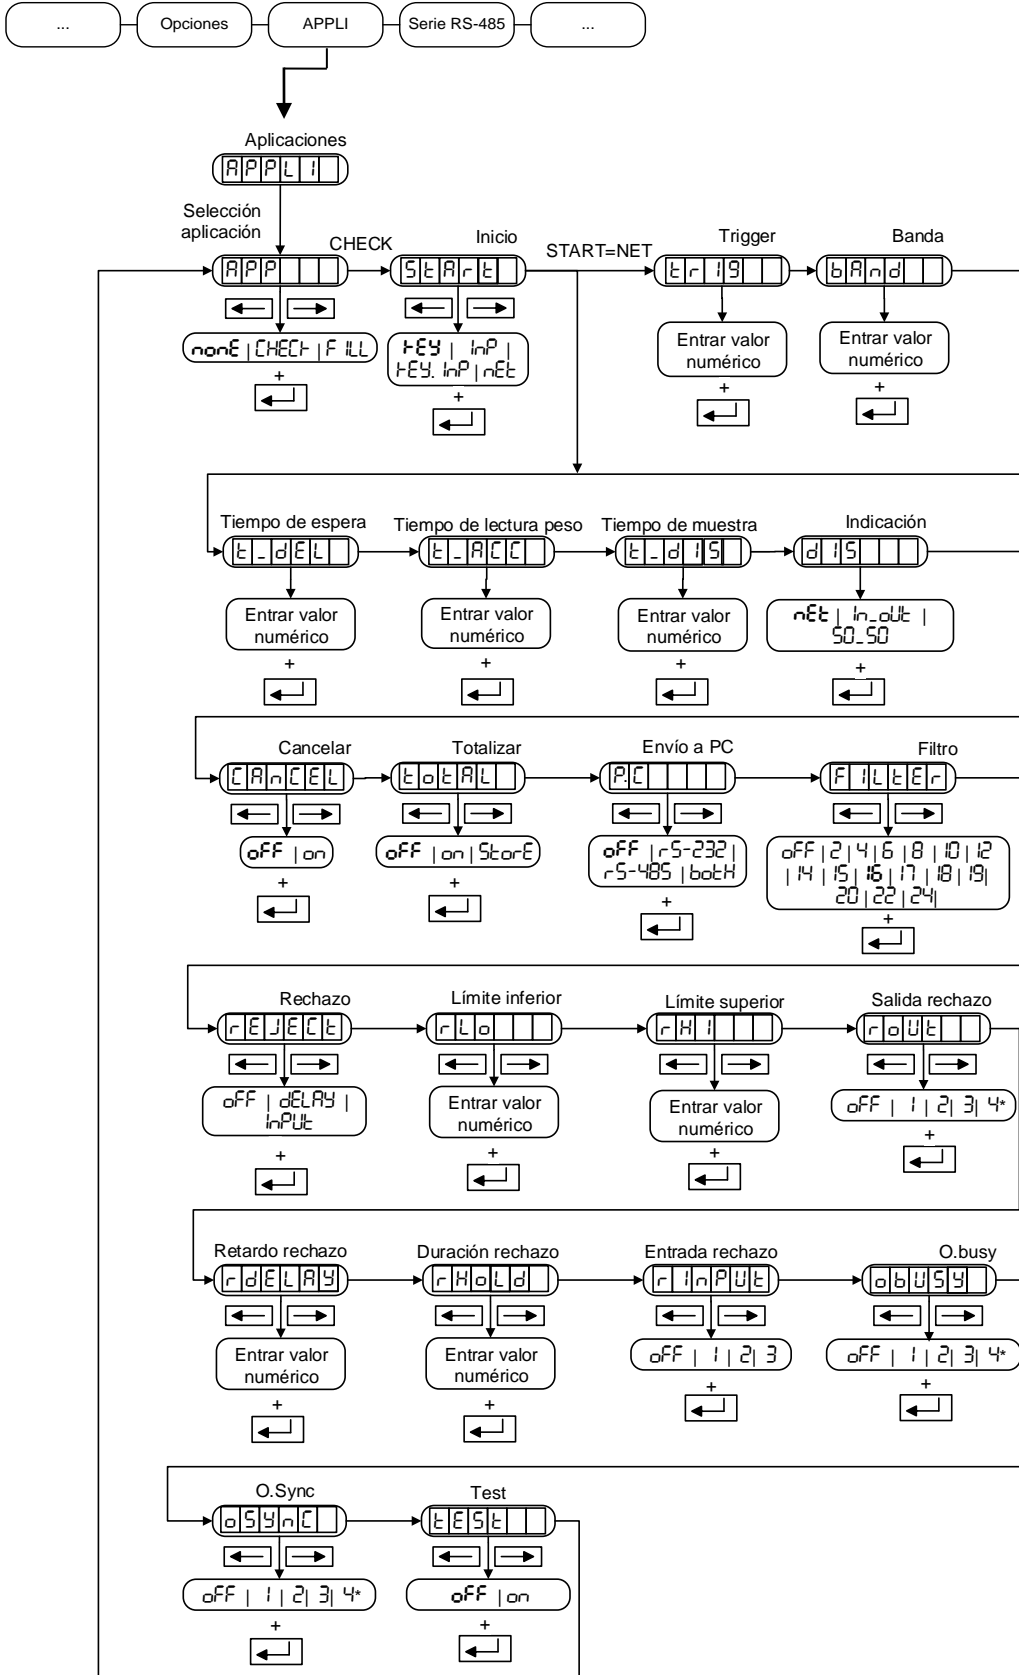 ...
Opciones
APPLI
Serie RS-485
...
Aplicaciones
APPLI
Selección
aplicación
CHECK
Inicio
START=NET
Trigger
Banda
APP
StArt
trIg
bAnd
nonE | CHECK | FILL
KEY | InP |
KEY.InP | nEt
Entrar valor
numérico
Entrar valor
numérico
+
+
+
+
Tiempo de espera
Tiempo de lectura peso
Tiempo de muestra
Indicación
t_dEL
t_ACC
t_dIS
dIS
Entrar valor
numérico
Entrar valor
numérico
Entrar valor
numérico
nEt | In_oUt |
50_50
+
+
+
+
Cancelar
Totalizar
Envío a PC
Filtro
CAnCEL
totAL
P.C
FILtEr
oFF | on
oFF | on | StorE
oFF | rS-232 |
rS-485 | botH
oFF | 2 | 4 | 6 | 8 | 10 | 12
| 14 | 15 | 16 | 17 | 18 | 19 |
20 | 22 | 24 |
+
+
+
+
Rechazo
Límite inferior
Límite superior
Salida rechazo
rEJECt
rLo
rHI
roUt
oFF | dELAY |
InPUt
Entrar valor
numérico
Entrar valor
numérico
oFF | 1 | 2 | 3 | 4*
+
+
+
+
Retardo rechazo
Duración rechazo
Entrada rechazo
O.busy
rdELAY
rHoLd
rInPUt
obUSY
Entrar valor
numérico
Entrar valor
numérico
oFF | 1 | 2 | 3
oFF | 1 | 2 | 3 | 4*
+
+
+
+
O.Sync
Test
oSYnC
tESt
oFF | 1 | 2 | 3 | 4*
oFF | on
+
+